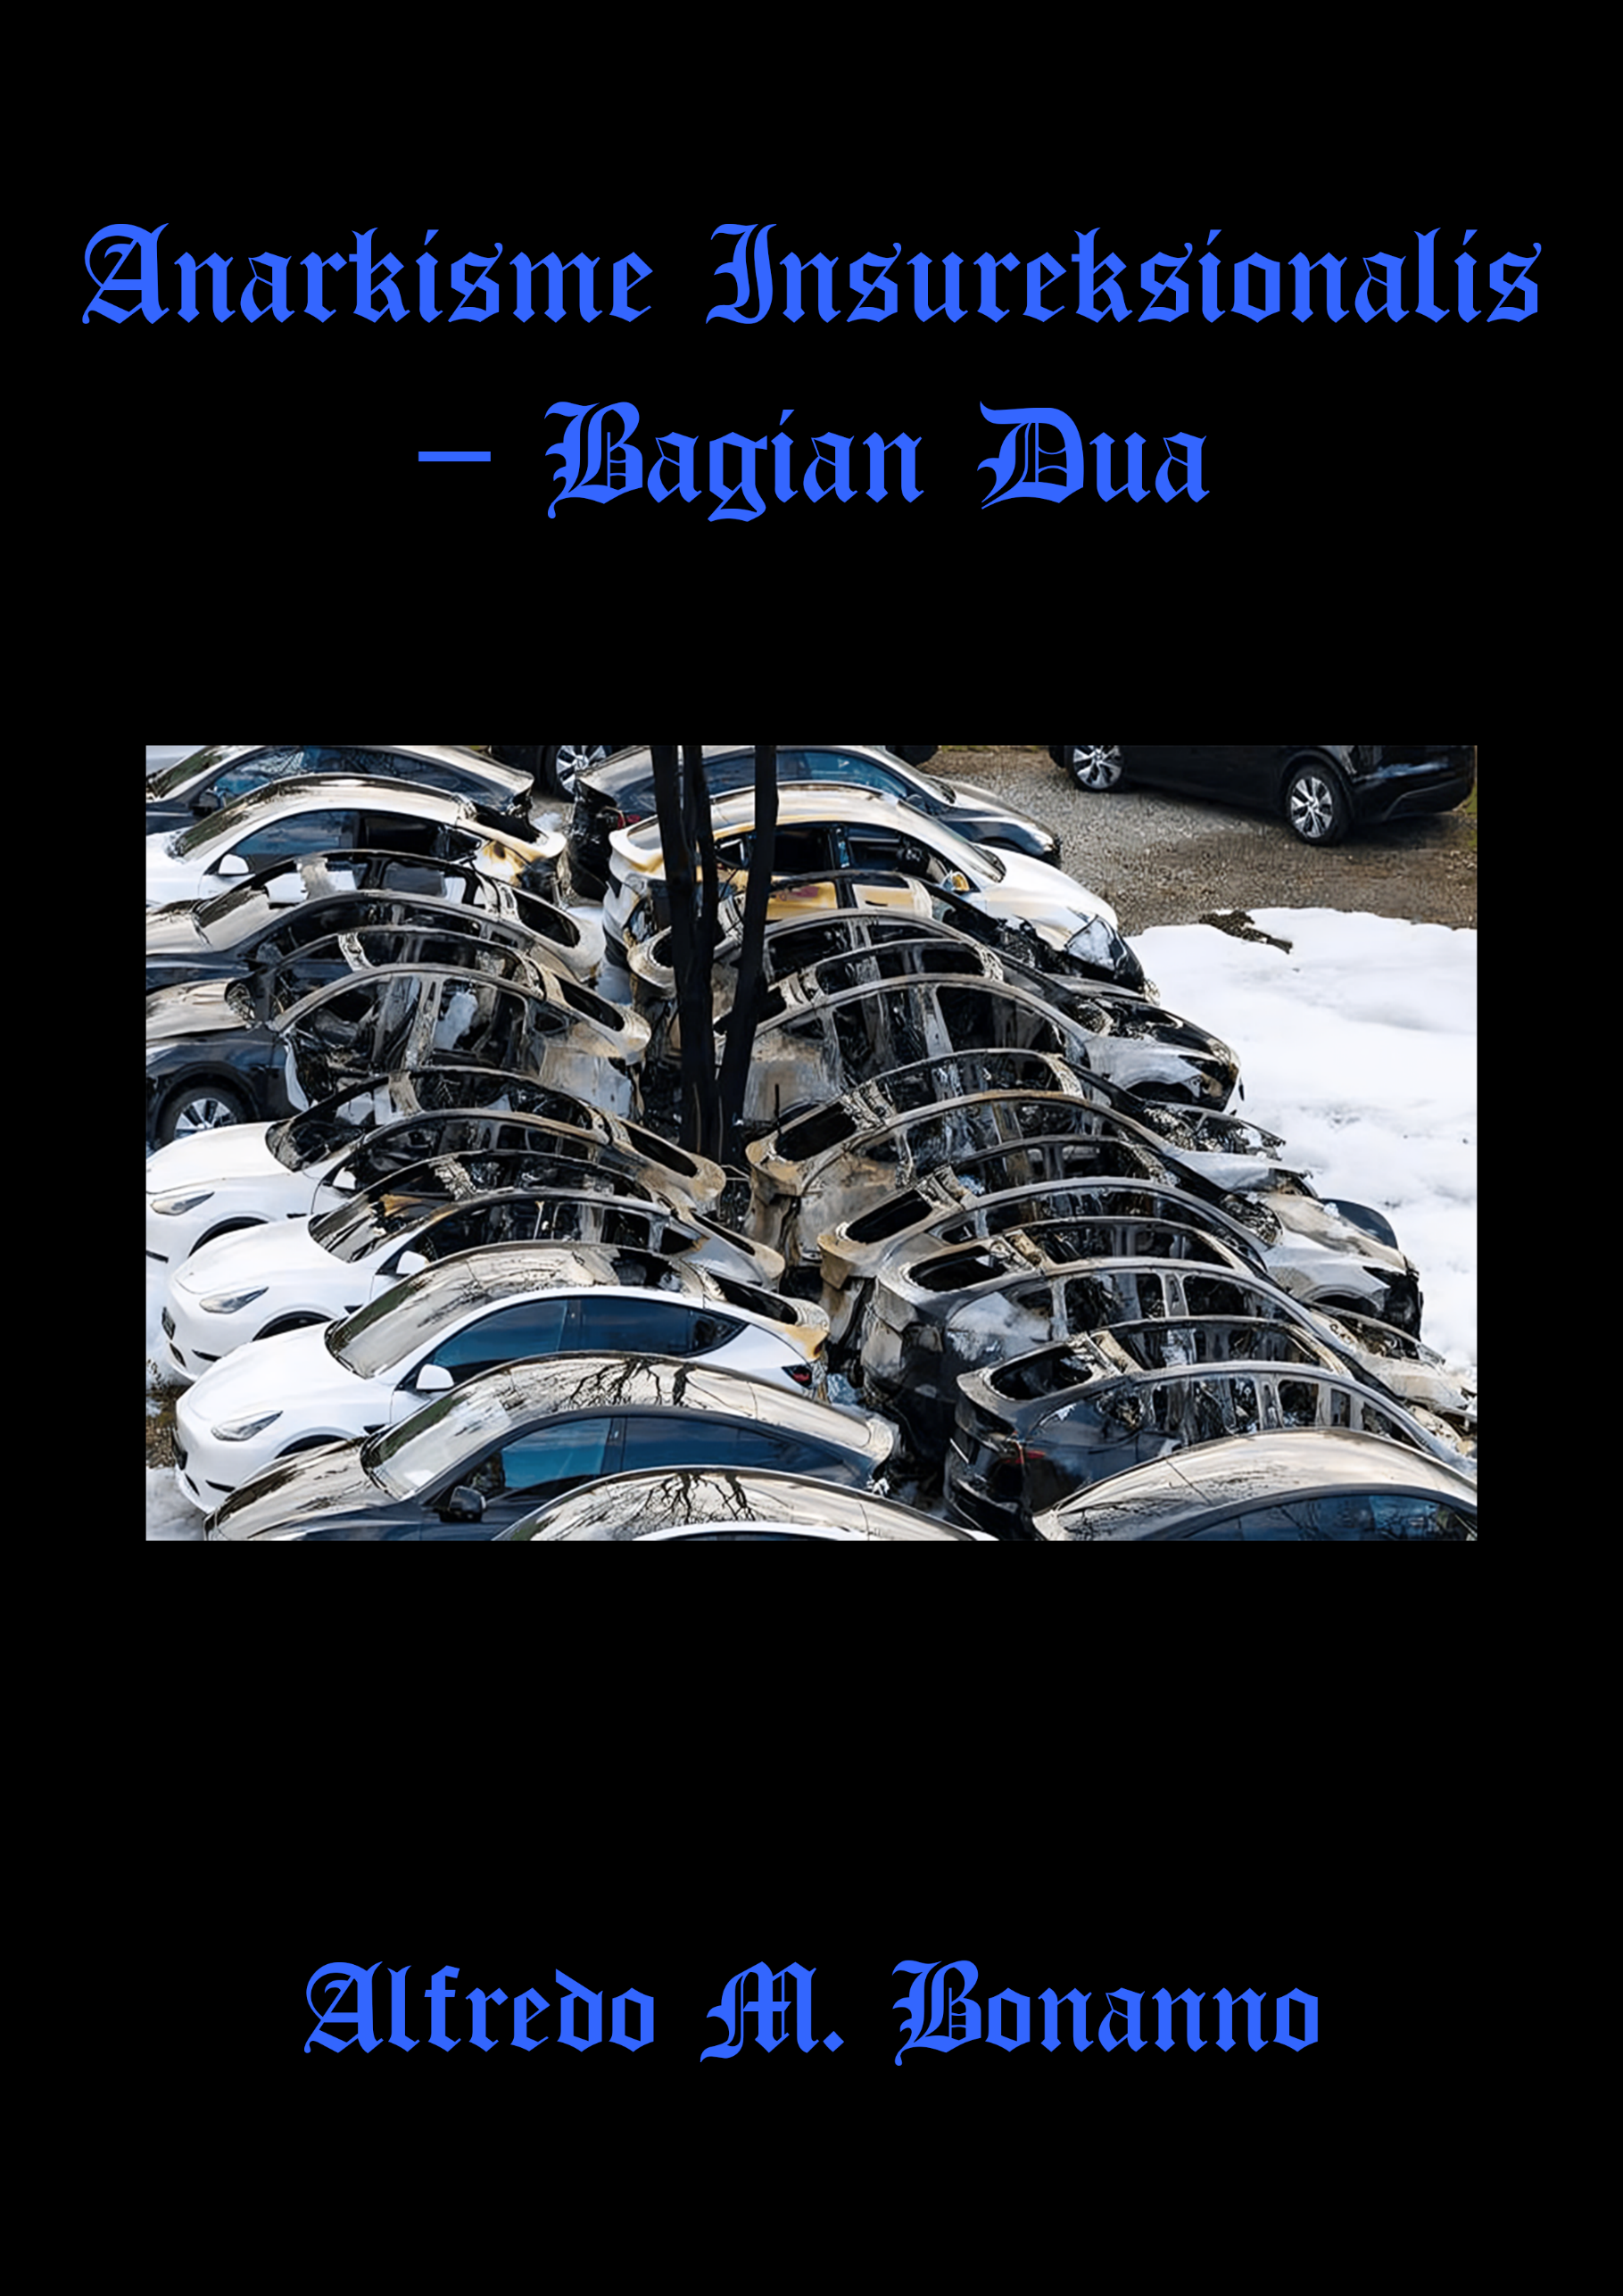 Anarkisme Insureksionalis
– Bagian Dua
Alfredo M. Bonanno